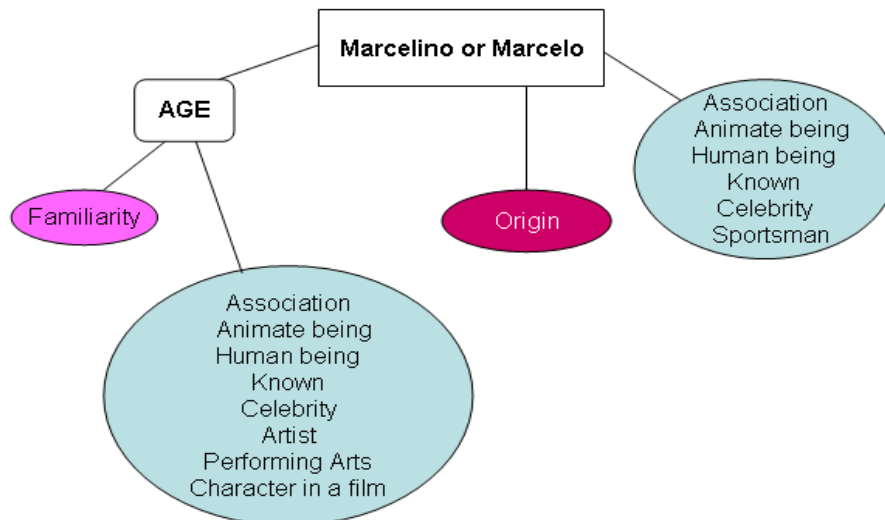 Marcelino or Marcelo
AGE
Association
Animate being
Human being
Known
Celebrity
Sportsman
Familiarity
Origin
Association
Animate being
Human being
Known
Celebrity
Artist
Performing Arts
Character in a film